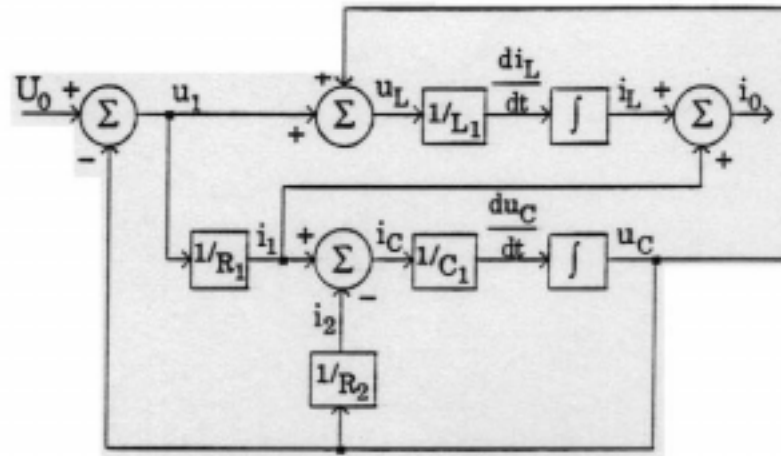 U0 + Σ - u1 + + Σ uL 1/L1 diL/dt ∫ iL + Σ + i0
1/R1 i1 + Σ - iC 1/C1 duC/dt ∫ uC
i2
1/R2